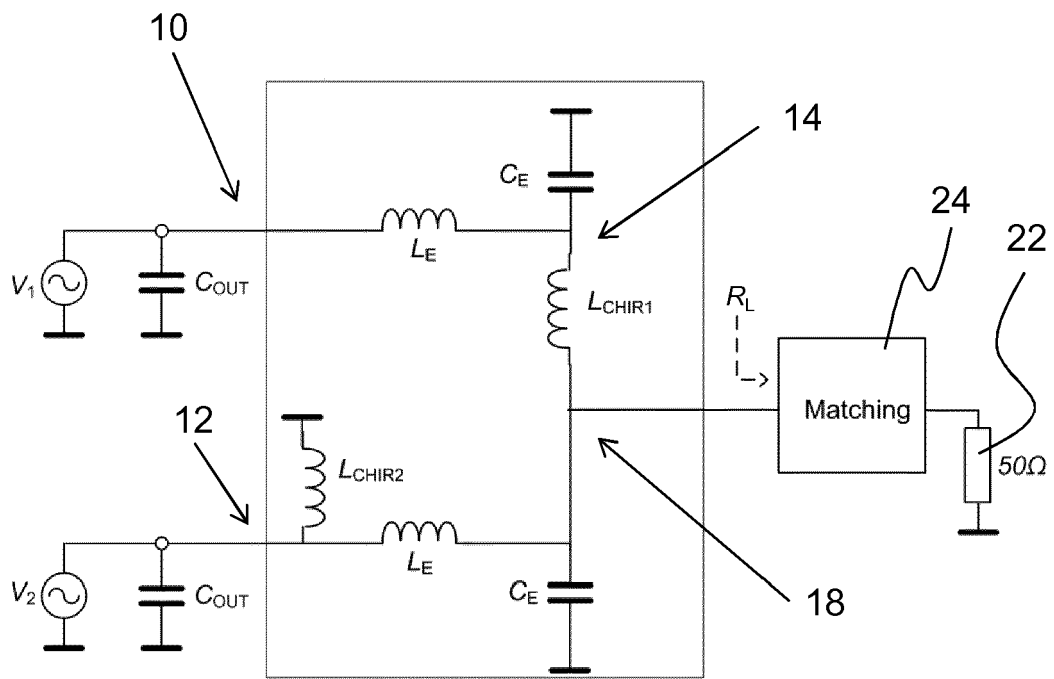 10
14
C_E
24
22
L_E
V_1
C_OUT
L_CHIR1
R_L
12
Matching
L_CHIR2
50Ω
L_E
V_2
C_OUT
C_E
18